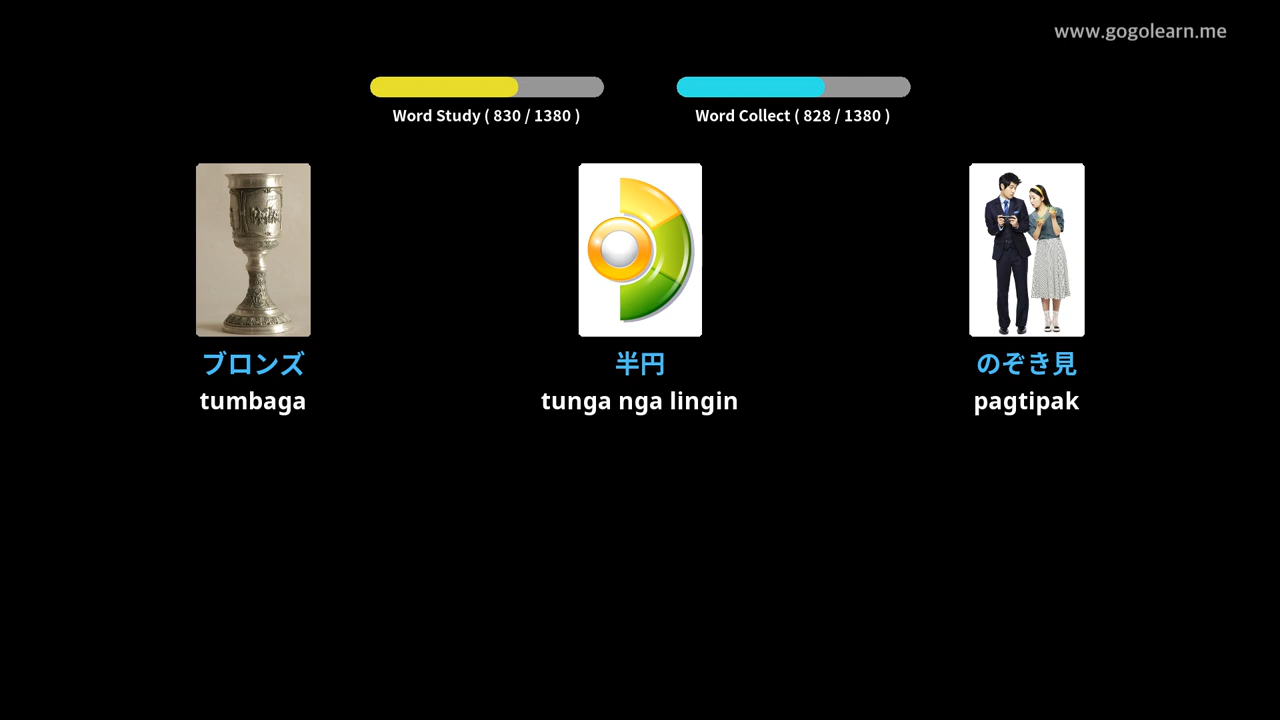 www.gogolearn.me
Word Study ( 830 / 1380 )
Word Collect ( 828 / 1380 )
ブロンズ
tumbaga
半円
tunga nga lingin
のぞき見
pagtipak